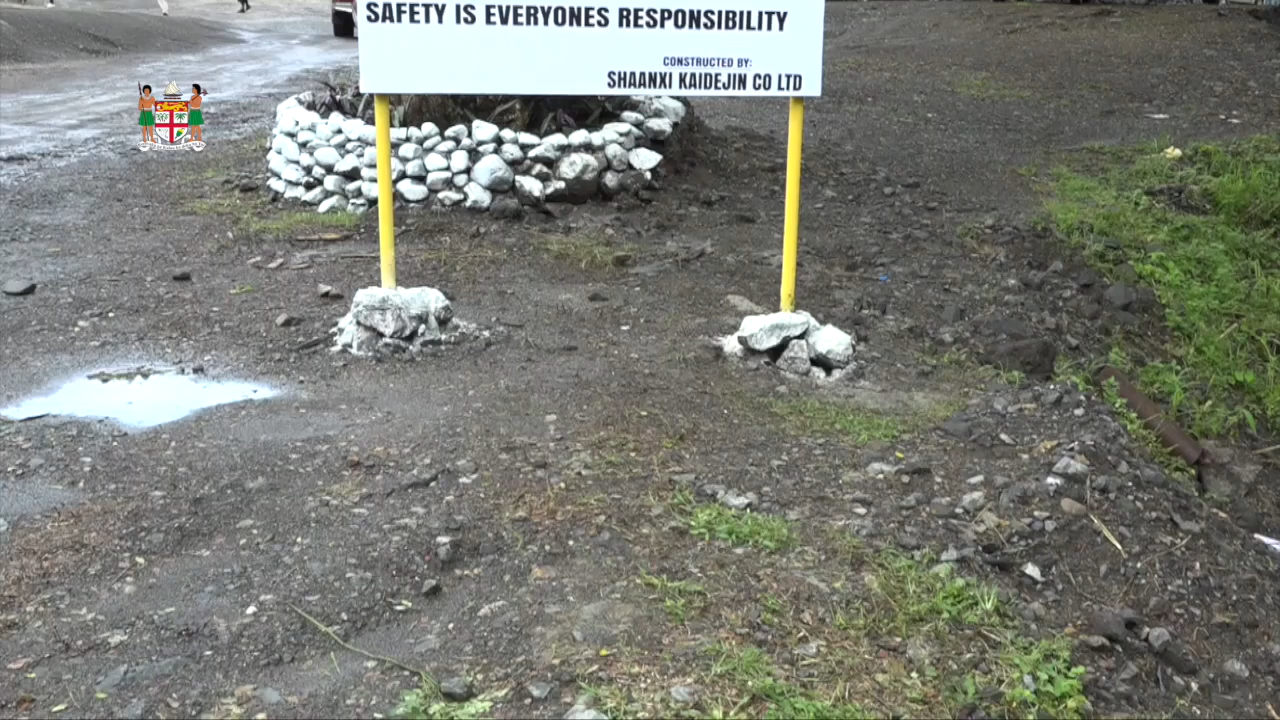 SAFETY IS EVERYONES RESPONSIBILITY
CONSTRUCTED BY:
SHAANXI KAIDEJIN CO LTD